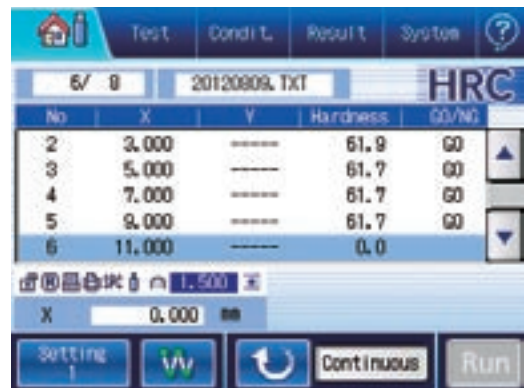 Test Condit. Result System ?
6/ 8 20120809.TXT HRC
No X Y Hardness GO/NG
2 3.000 ----- 61.9 GO
3 5.000 ----- 61.7 GO
4 7.000 ----- 61.7 GO
5 9.000 ----- 61.7 GO
6 11.000 ----- 0.0
1.500
X 0.000 mm
Setting
1
Continuous Run